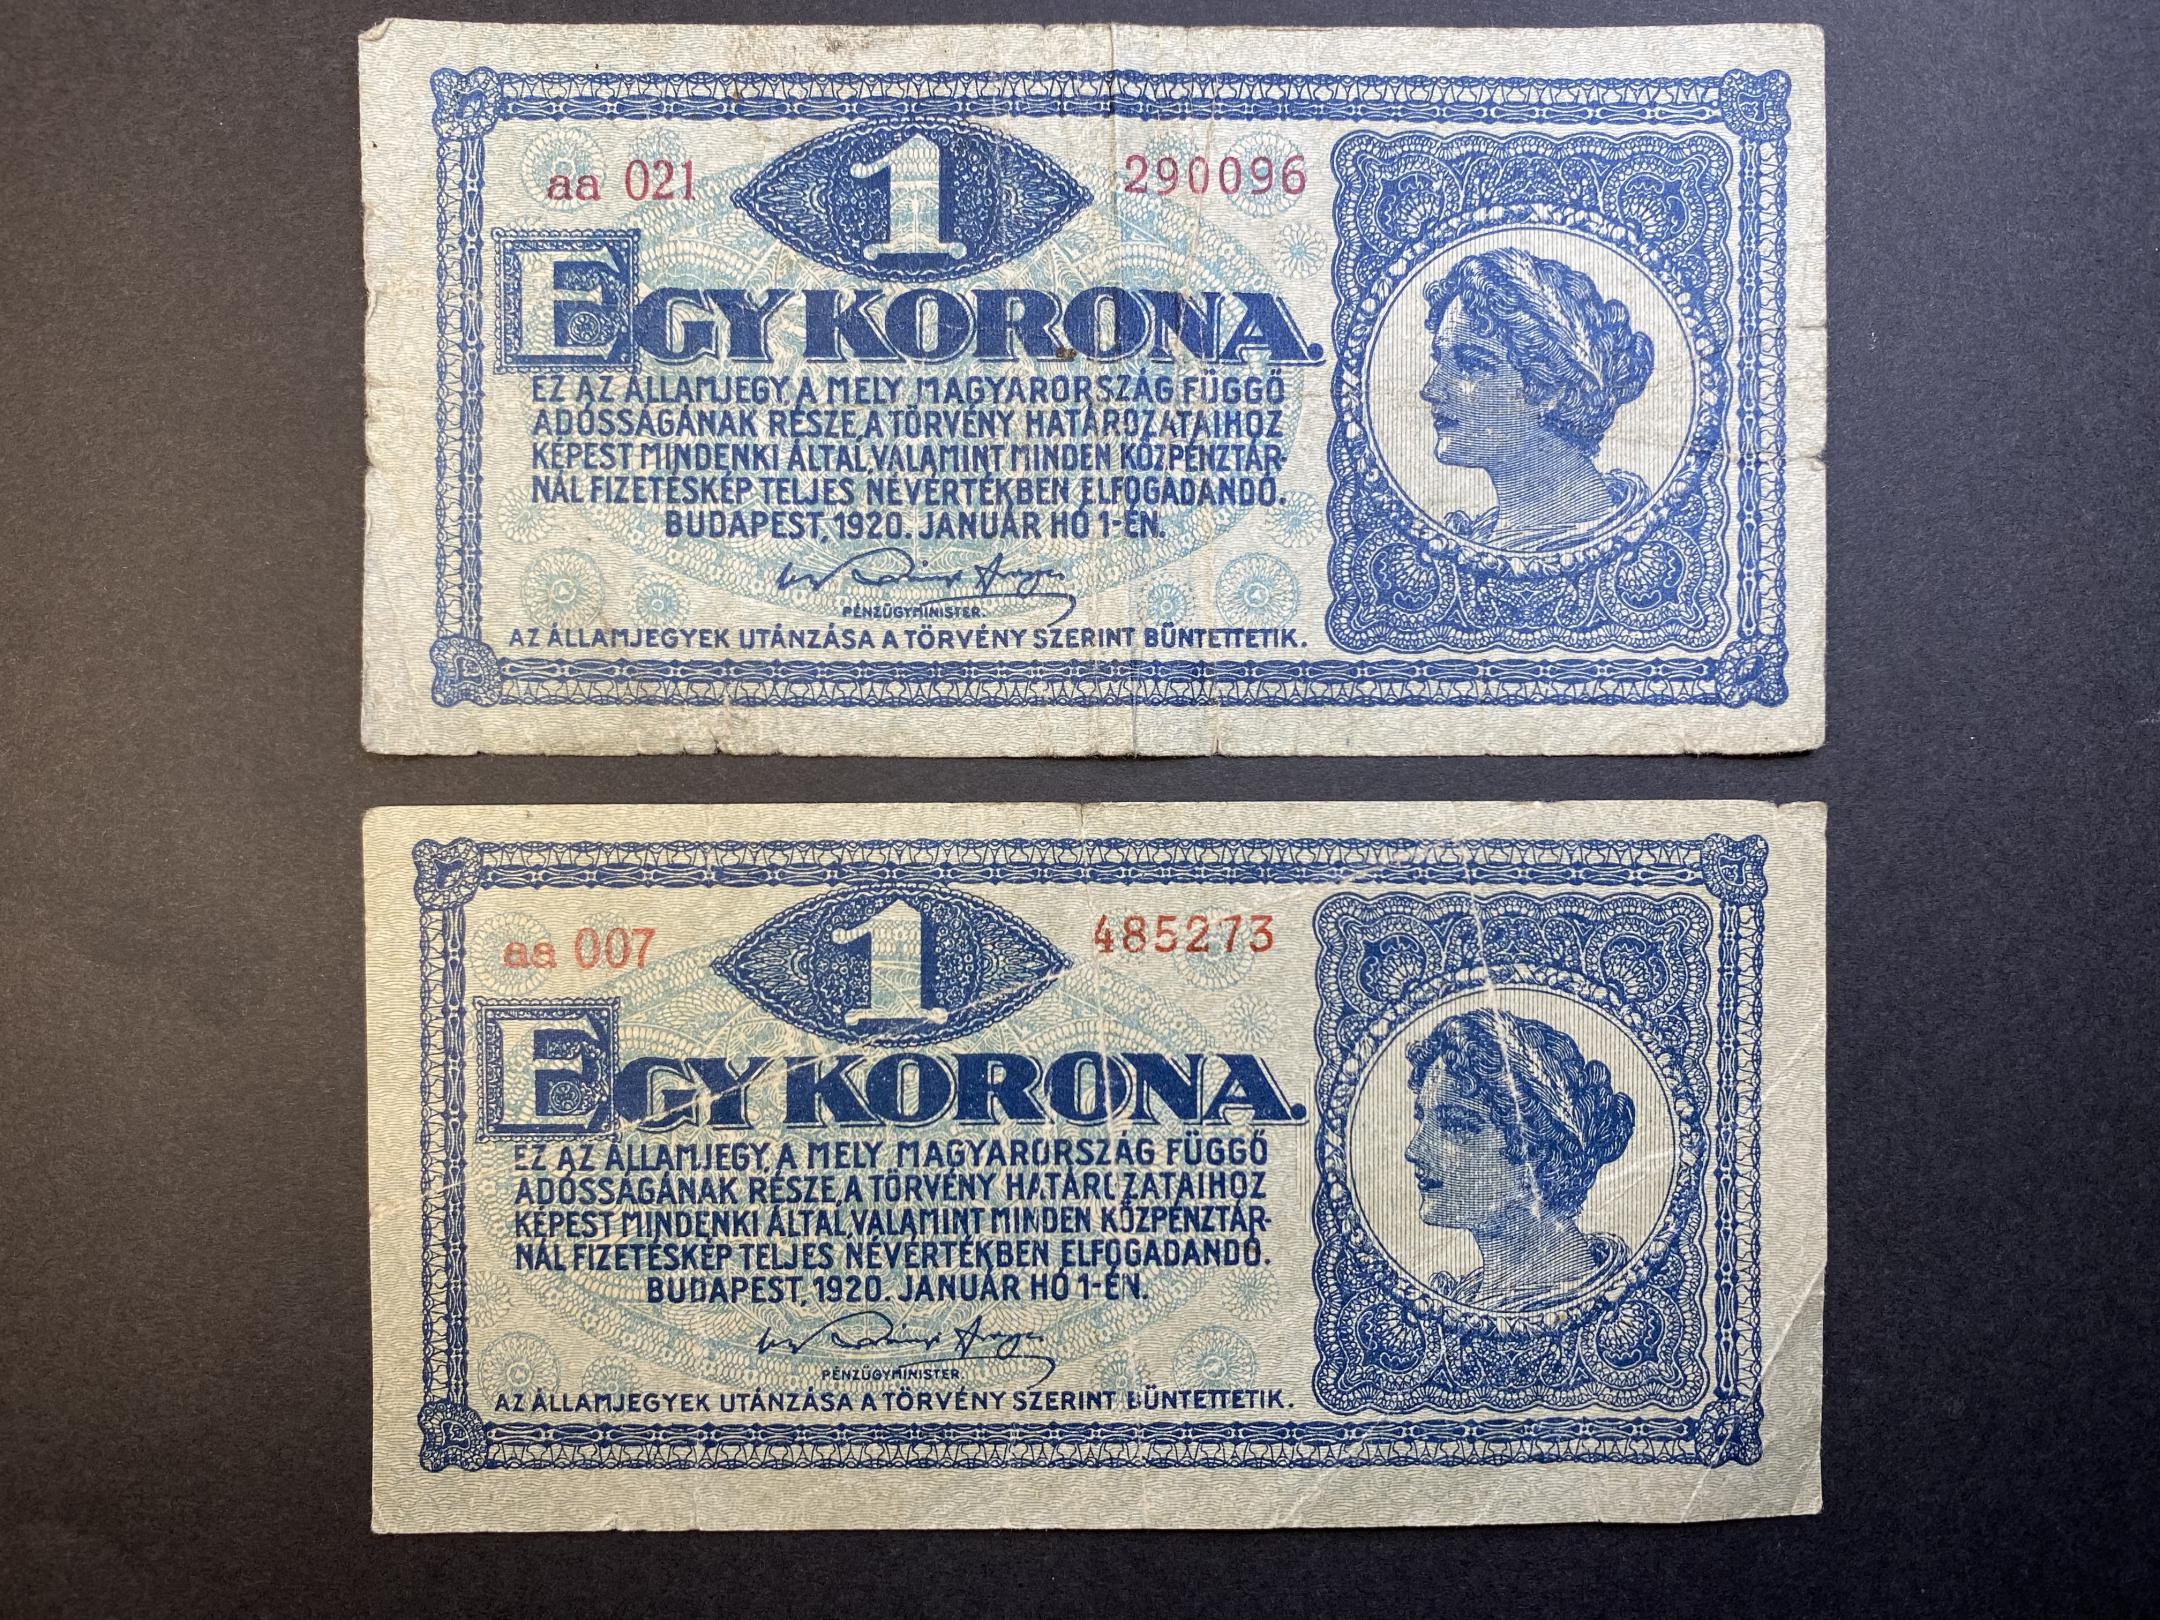 aa 021 1 290096
EGY KORONA.
EZ AZ ÁLLAMJEGY, A MELY MAGYARORSZÁG FÜGGŐ
ADÓSSÁGÁNAK RÉSZE, A TÖRVÉNY HATÁROZATAIHOZ
KÉPEST MINDENKI ÁLTAL, VALAMINT MINDEN KÖZPÉNZTÁR-
NÁL FIZETÉSKÉP TELJES NÉVÉRTÉKBEN ELFOGADANDÓ.
BUDAPEST, 1920. JANUÁR HÓ 1-ÉN.
PÉNZÜGYMINISTER.
AZ ÁLLAMJEGYEK UTÁNZÁSA A TÖRVÉNY SZERINT BÜNTETTETIK.
aa 007 1 485273
EGY KORONA.
EZ AZ ÁLLAMJEGY, A MELY MAGYARORSZÁG FÜGGŐ
ADÓSSÁGÁNAK RÉSZE, A TÖRVÉNY HATÁROZATAIHOZ
KÉPEST MINDENKI ÁLTAL, VALAMINT MINDEN KÖZPÉNZTÁR-
NÁL FIZETÉSKÉP TELJES NÉVÉRTÉKBEN ELFOGADANDÓ.
BUDAPEST, 1920. JANUÁR HÓ 1-ÉN.
PÉNZÜGYMINISTER.
AZ ÁLLAMJEGYEK UTÁNZÁSA A TÖRVÉNY SZERINT BÜNTETTETIK.